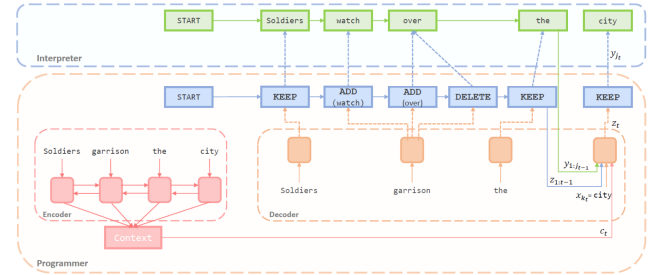 START Soldiers watch over the city
Interpreter
y_{j_t}
START KEEP ADD (watch) ADD (over) DELETE KEEP KEEP
z_t
Soldiers garrison the city
Encoder
Context
Soldiers garrison the
Decoder
y_{1:j_{t-1}}
z_{1:t-1}
x_{k_t}=city
c_t
Programmer